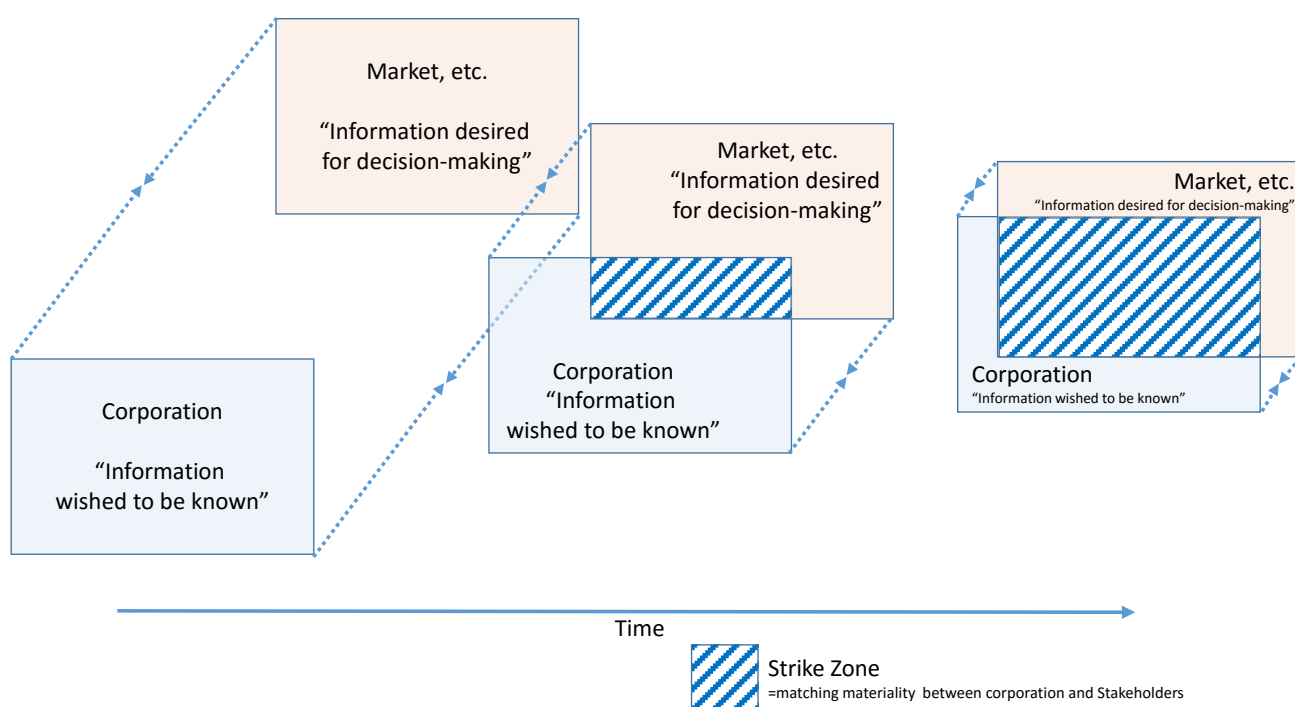 Market, etc.
“Information desired
for decision-making”
Corporation
“Information
wished to be known”
Market, etc.
“Information desired
for decision-making”
Corporation
“Information
wished to be known”
Market, etc.
“Information desired for decision-making”
Corporation
“Information wished to be known”
Time
Strike Zone
=matching materiality between corporation and Stakeholders